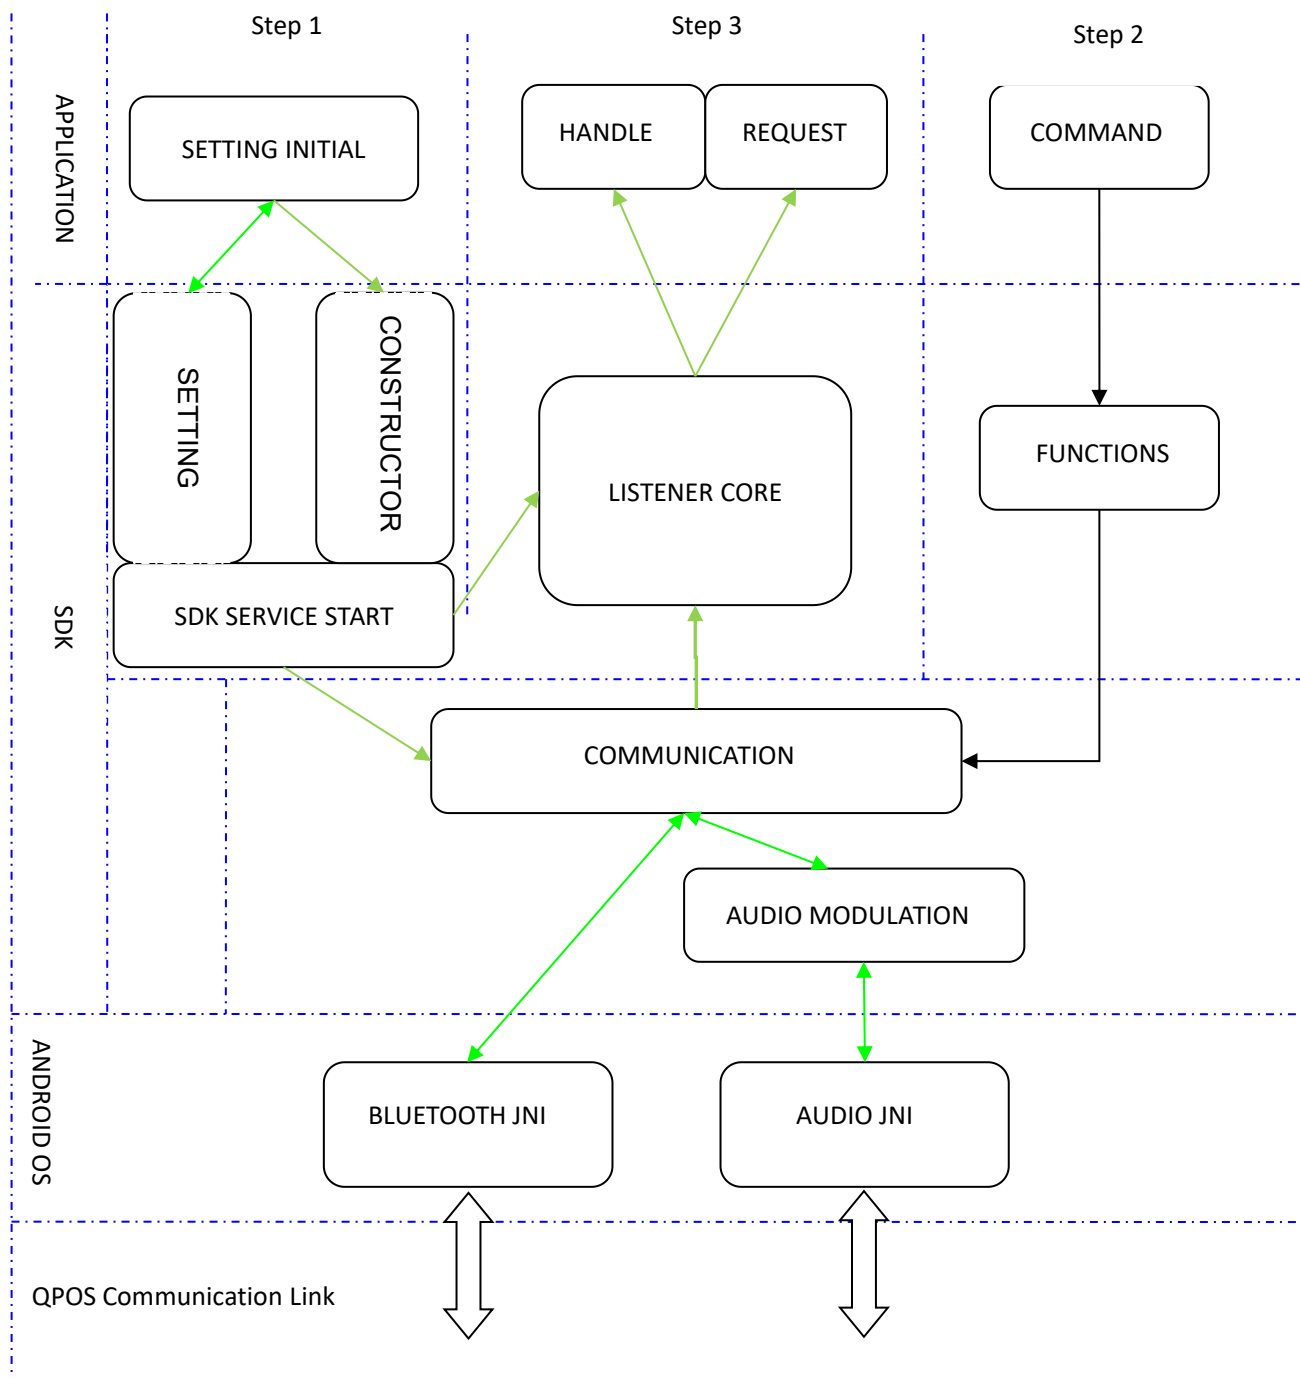 Step 1
Step 3
Step 2
APPLICATION
SETTING INITIAL
HANDLE
REQUEST
COMMAND
SDK
SETTING
CONSTRUCTOR
SDK SERVICE START
LISTENER CORE
FUNCTIONS
COMMUNICATION
AUDIO MODULATION
ANDROID OS
BLUETOOTH JNI
AUDIO JNI
QPOS Communication Link